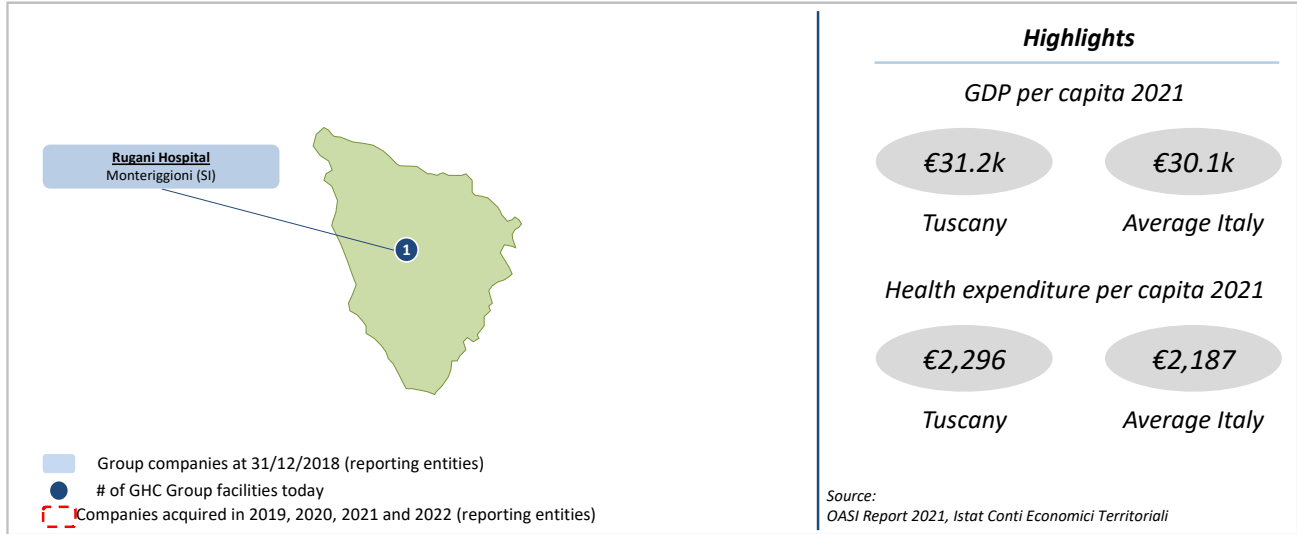 Rugani Hospital
Monteriggioni (SI)
1
Group companies at 31/12/2018 (reporting entities)
# of GHC Group facilities today
Companies acquired in 2019, 2020, 2021 and 2022 (reporting entities)
Highlights
GDP per capita 2021
€31.2k €30.1k
Tuscany Average Italy
Health expenditure per capita 2021
€2,296 €2,187
Tuscany Average Italy
Source:
OASI Report 2021, Istat Conti Economici Territoriali